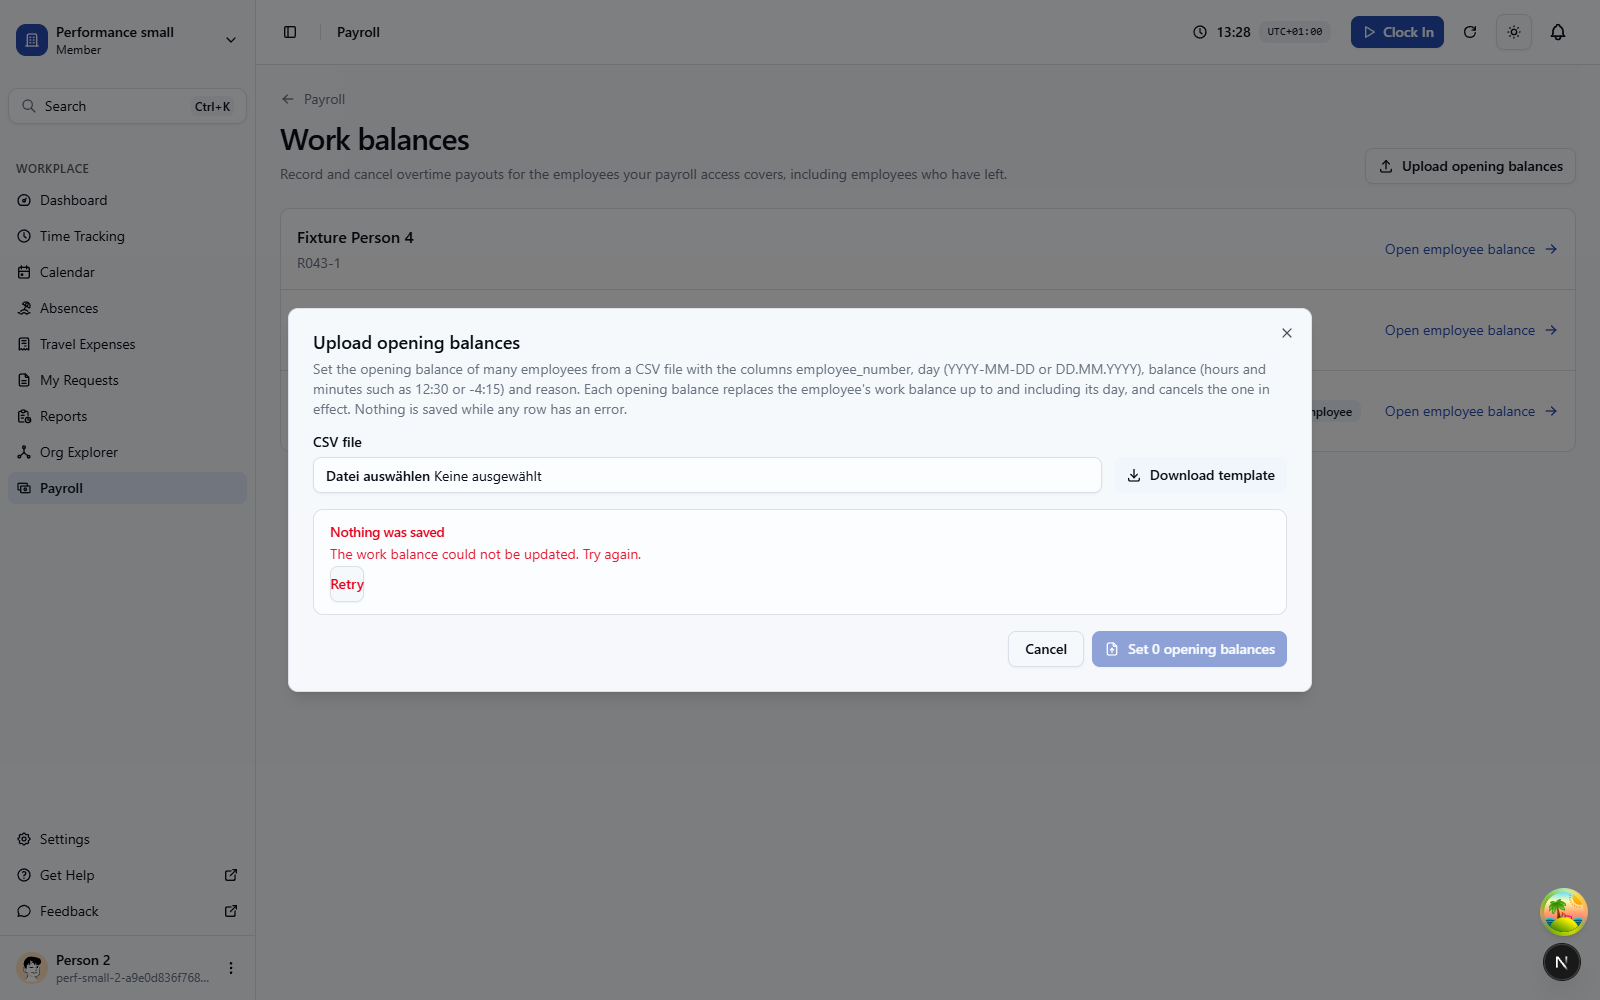 Performance small
Member
Search
Ctrl+K
WORKPLACE
Dashboard
Time Tracking
Calendar
Absences
Travel Expenses
My Requests
Reports
Org Explorer
Payroll
Settings
Get Help
Feedback
Person 2
perf-small-2-a9e0d836f768...
Payroll
13:28
UTC+01:00
Clock In
Payroll
Work balances
Record and cancel overtime payouts for the employees your payroll access covers, including employees who have left.
Upload opening balances
Fixture Person 4
R043-1
Open employee balance
Open employee balance
Open employee balance
Upload opening balances
Set the opening balance of many employees from a CSV file with the columns employee_number, day (YYYY-MM-DD or DD.MM.YYYY), balance (hours and
minutes such as 12:30 or -4:15) and reason. Each opening balance replaces the employee's work balance up to and including its day, and cancels the one in
effect. Nothing is saved while any row has an error.
CSV file
Datei auswählen Keine ausgewählt
Download template
Nothing was saved
The work balance could not be updated. Try again.
Retry
Cancel
Set 0 opening balances
N